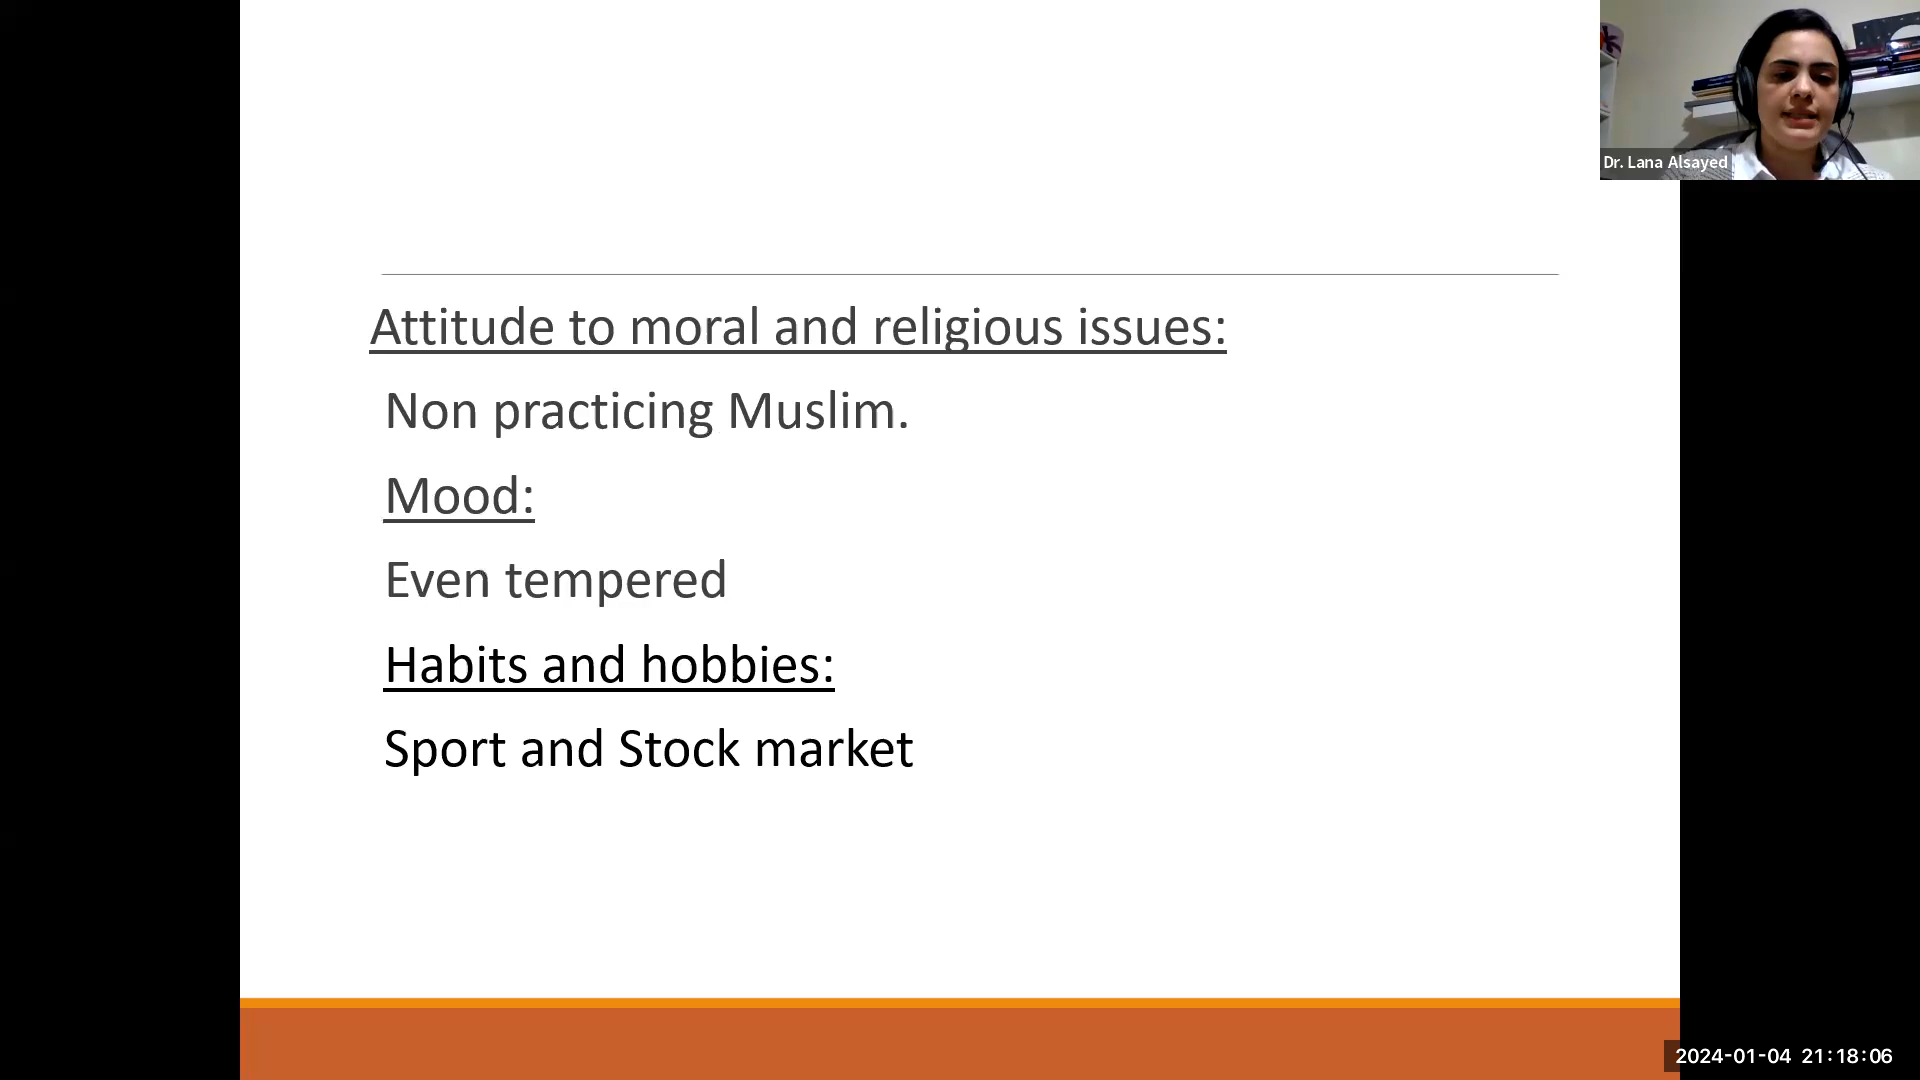 Dr. Lana Alsayed
Attitude to moral and religious issues:
Non practicing Muslim.
Mood:
Even tempered
Habits and hobbies:
Sport and Stock market
2024-01-04 21:18:06